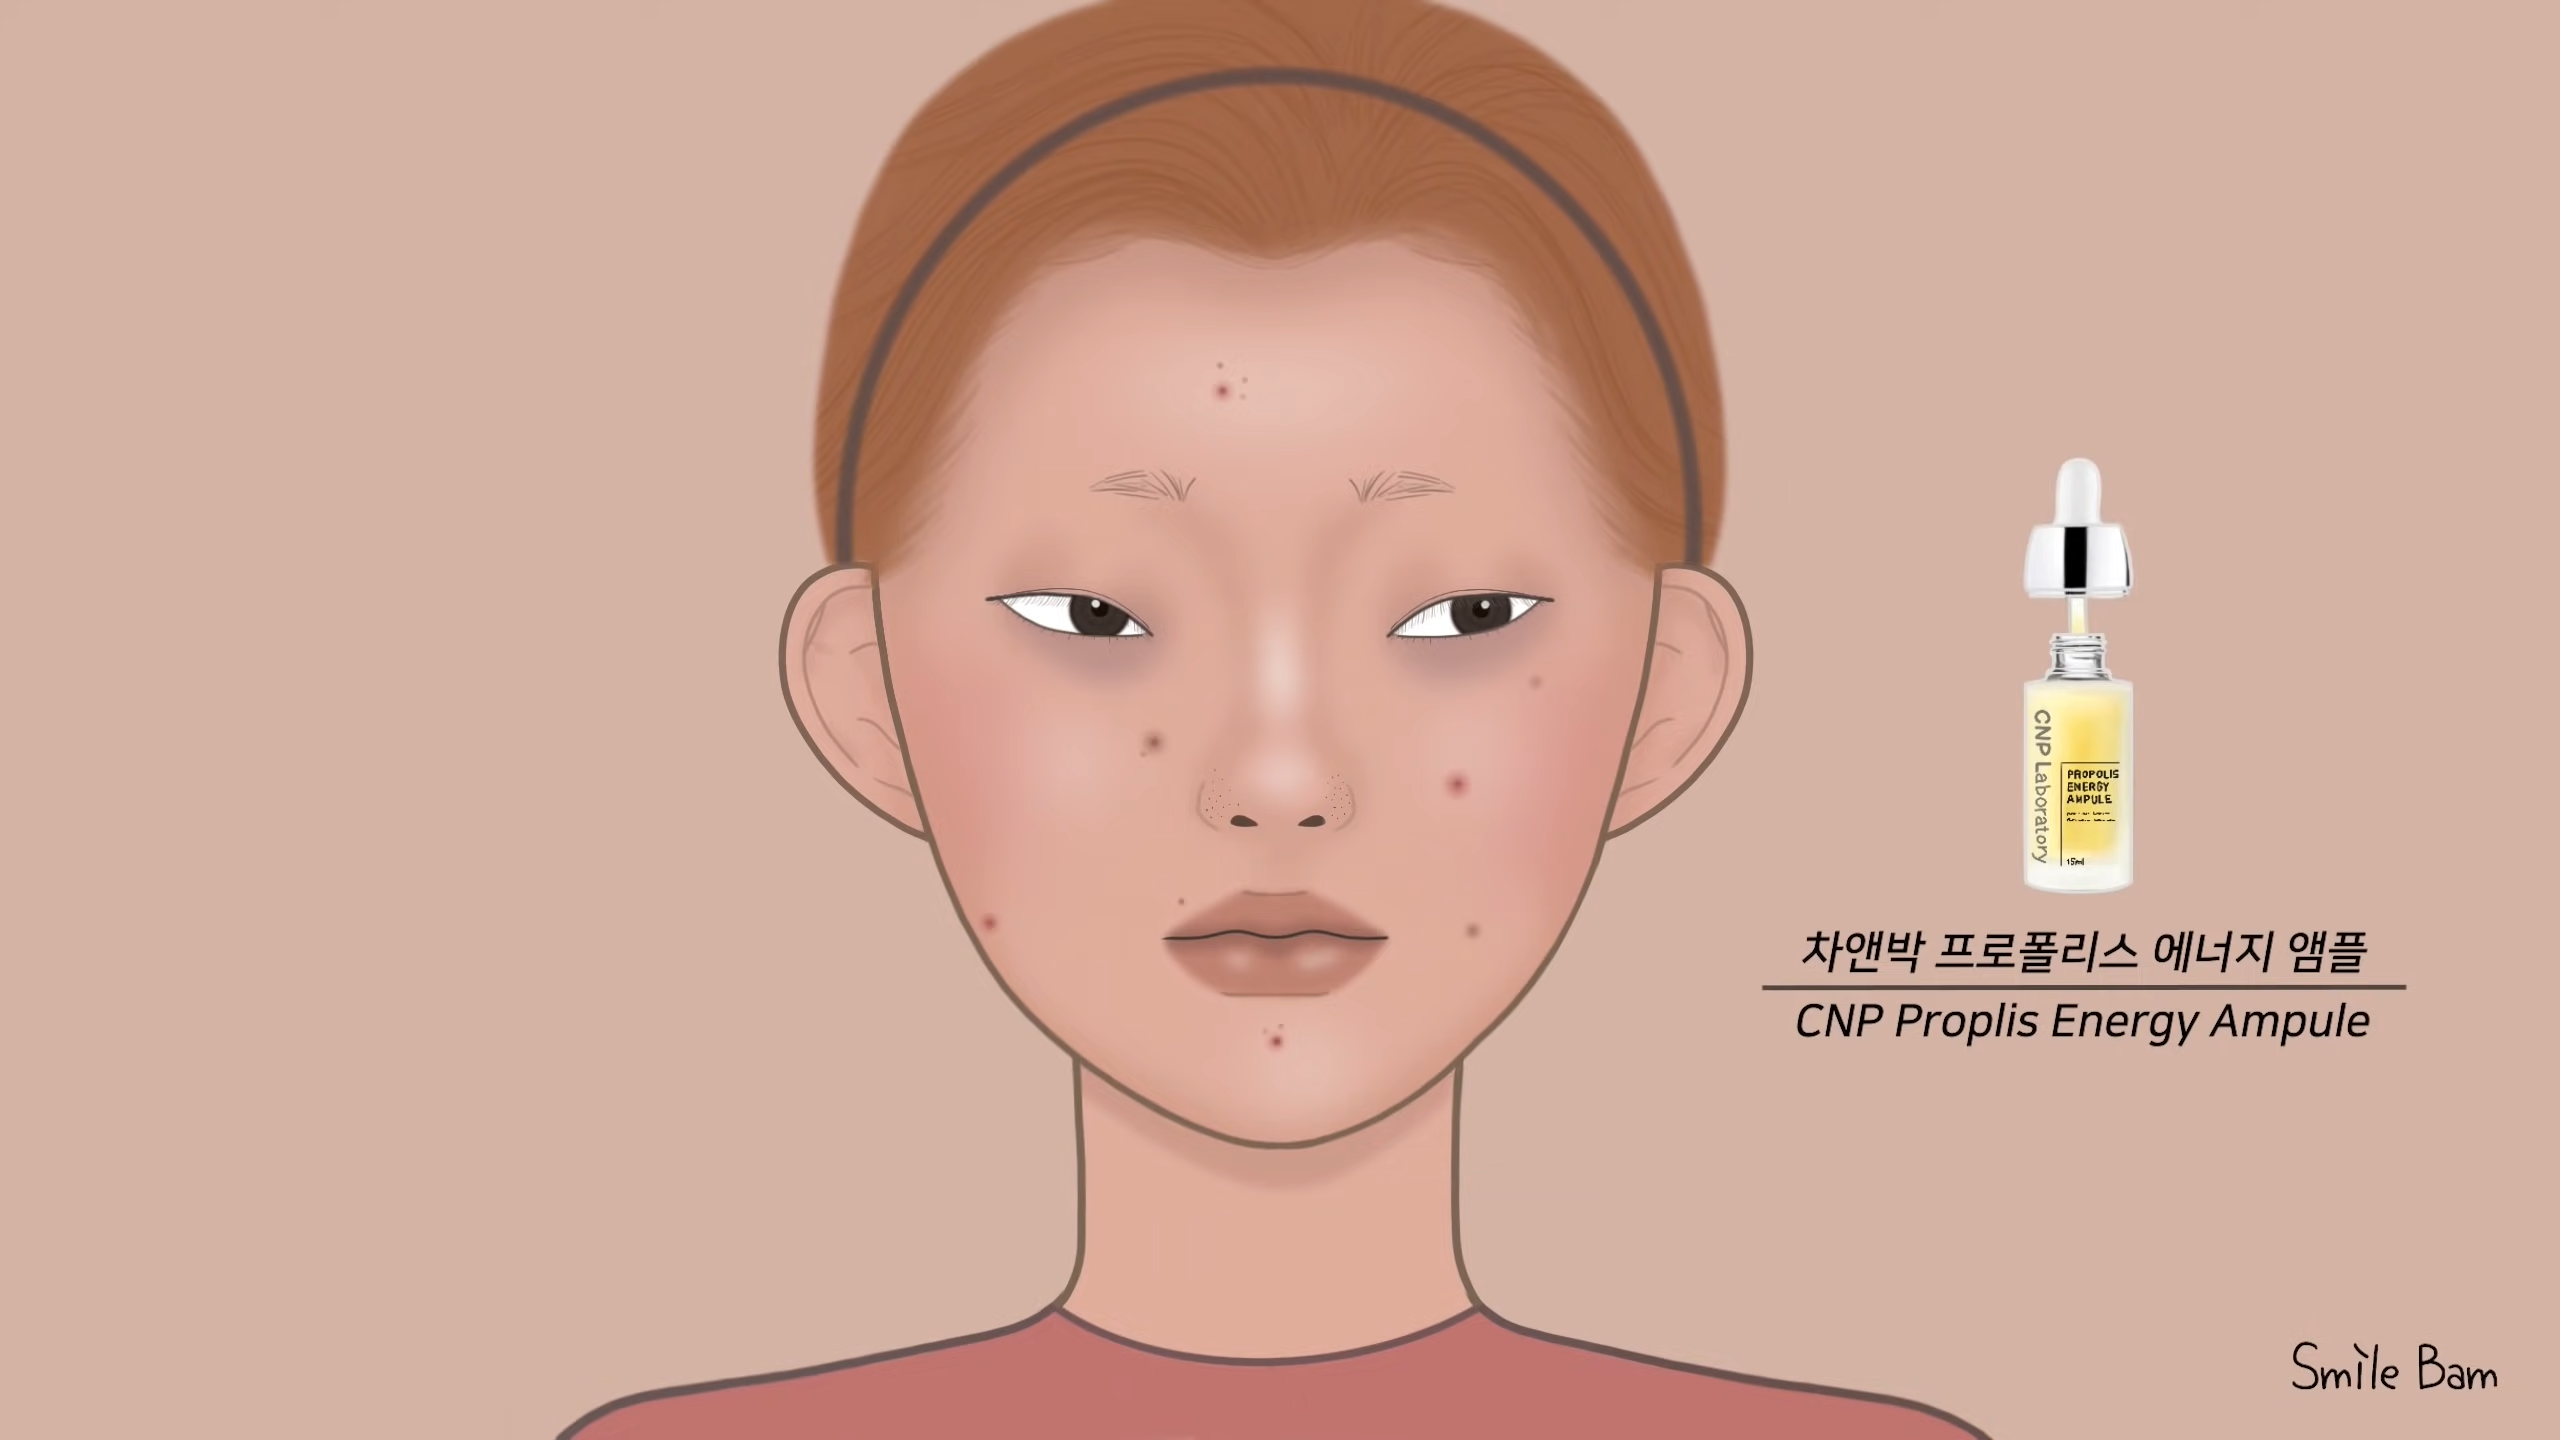 CNP Laboratory
PROPOLIS
ENERGY
AMPULE
15ml
차앤박 프로폴리스 에너지 앰플
CNP Proplis Energy Ampule
Smile Bam